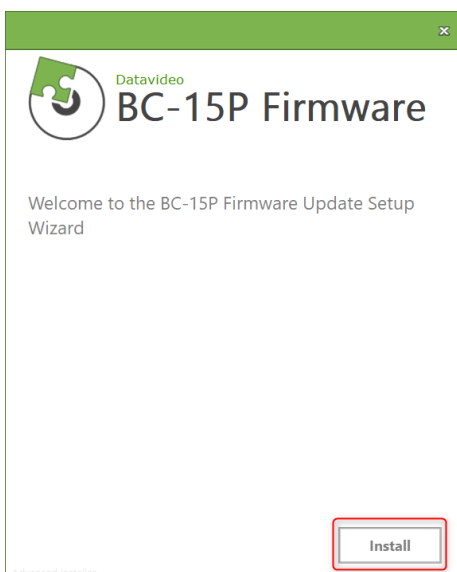 Datavideo
BC-15P Firmware
Welcome to the BC-15P Firmware Update Setup
Wizard
Install